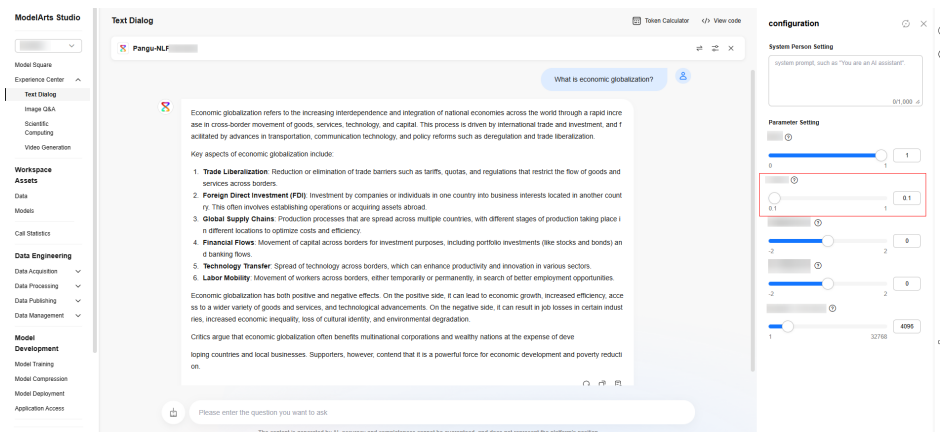 ModelArts Studio
Model Square
Experience Center
Text Dialog
Image Q&A
Scientific
Computing
Video Generation
Workspace
Assets
Data
Models
Call Statistics
Data Engineering
Data Acquisition
Data Processing
Data Publishing
Data Management
Model
Development
Model Training
Model Compression
Model Deployment
Application Access
Text Dialog
Token Calculator
</> View code
Pangu-NLP
What is economic globalization?
Economic globalization refers to the increasing interdependence and integration of national economies across the world through a rapid incre
ase in cross-border movement of goods, services, technology, and capital. This process is driven by international trade and investment, and f
acilitated by advances in transportation, communication technology, and policy reforms such as deregulation and trade liberalization.
Key aspects of economic globalization include:
1. Trade Liberalization: Reduction or elimination of trade barriers such as tariffs, quotas, and regulations that restrict the flow of goods and
services across borders.
2. Foreign Direct Investment (FDI): Investment by companies or individuals in one country into business interests located in another count
ry. This often involves establishing operations or acquiring assets abroad.
3. Global Supply Chains: Production processes that are spread across multiple countries, with different stages of production taking place i
n different locations to optimize costs and efficiency.
4. Financial Flows: Movement of capital across borders for investment purposes, including portfolio investments (like stocks and bonds) an
d banking flows.
5. Technology Transfer: Spread of technology across borders, which can enhance productivity and innovation in various sectors.
6. Labor Mobility: Movement of workers across borders, either temporarily or permanently, in search of better employment opportunities.
Economic globalization has both positive and negative effects. On the positive side, it can lead to economic growth, increased efficiency, acce
ss to a wider variety of goods and services, and technological advancements. On the negative side, it can result in job losses in certain indust
ries, increased economic inequality, loss of cultural identity, and environmental degradation.
Critics argue that economic globalization often benefits multinational corporations and wealthy nations at the expense of deve
loping countries and local businesses. Supporters, however, contend that it is a powerful force for economic development and poverty reducti
on.
Please enter the question you want to ask
configuration
System Person Setting
system prompt, such as "You are an AI assistant".
0/1,000
Parameter Setting
1
0 1
0.1
0.1 1
0
-2 2
0
-2 2
4096
1 32768